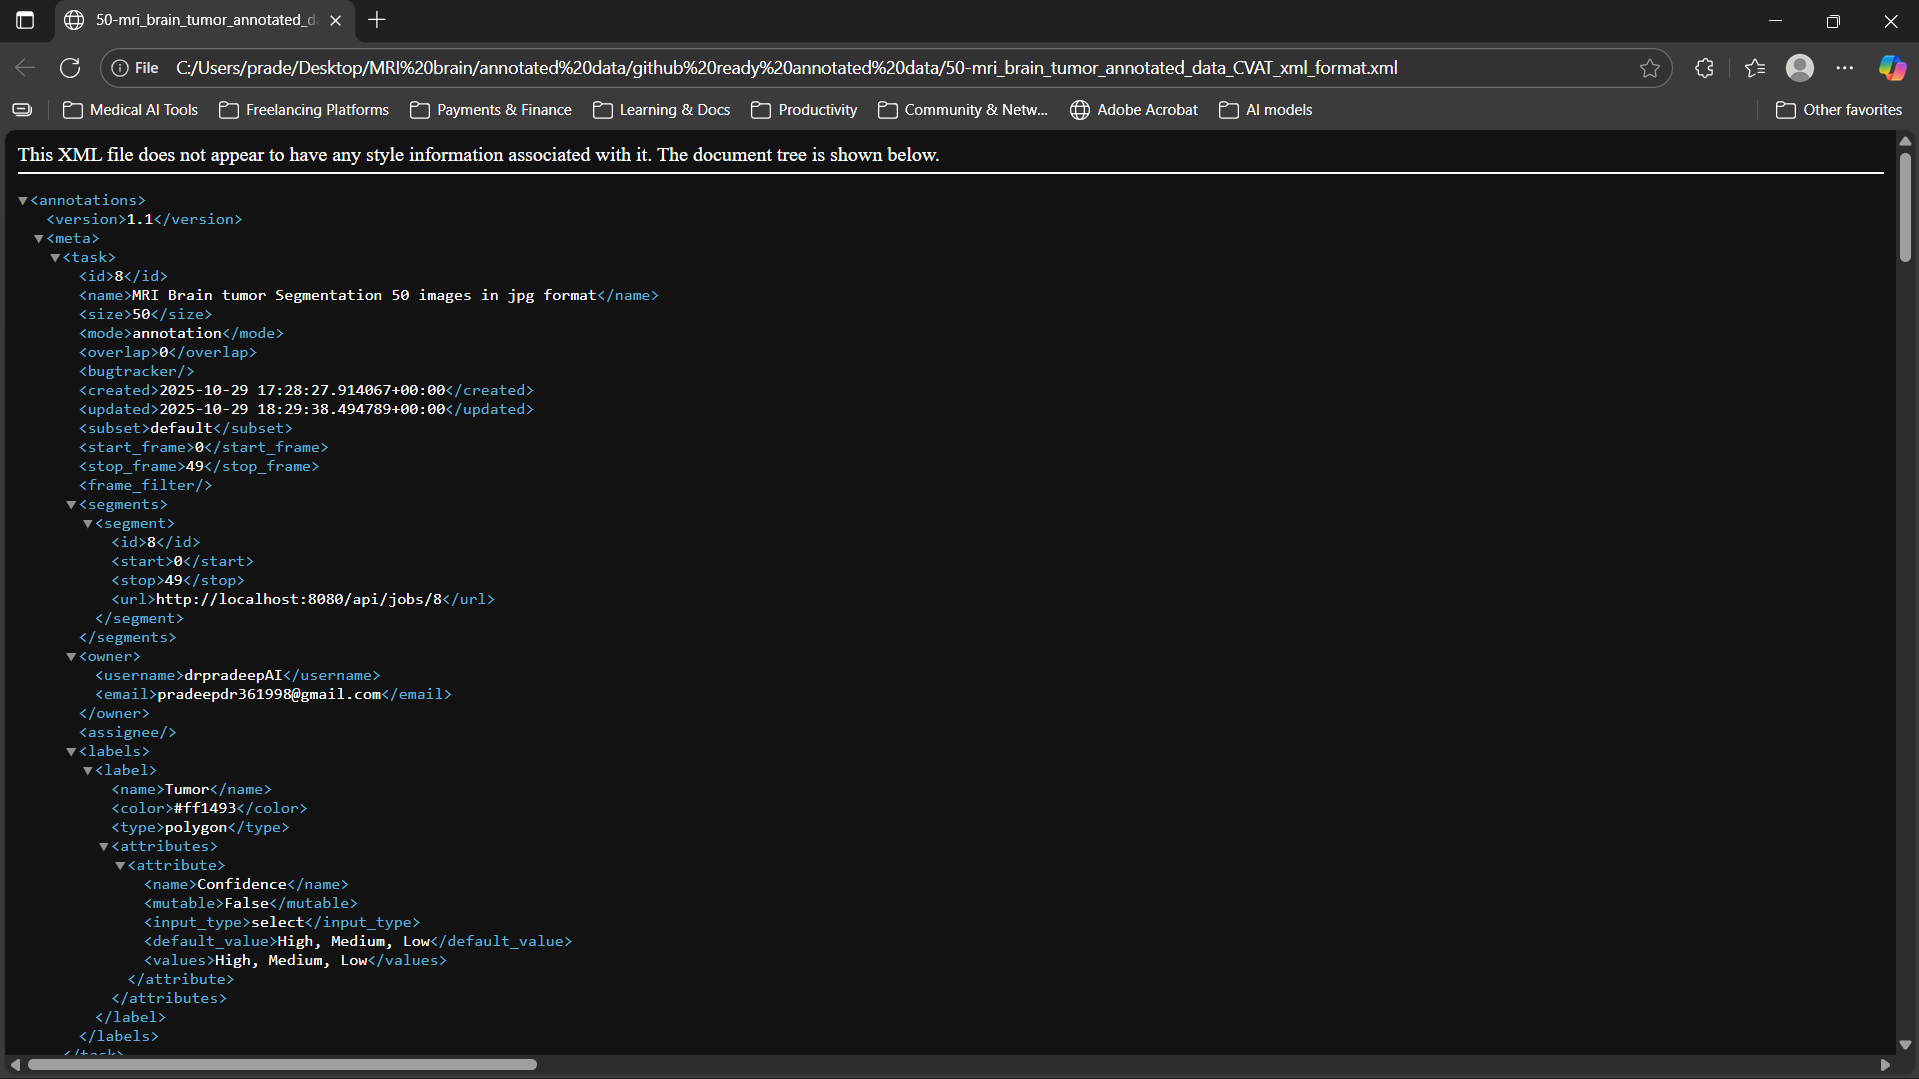 50-mri_brain_tumor_annotated_d
File C:/Users/prade/Desktop/MRI%20brain/annotated%20data/github%20ready%20annotated%20data/50-mri_brain_tumor_annotated_data_CVAT_xml_format.xml
Medical AI Tools Freelancing Platforms Payments & Finance Learning & Docs Productivity Community & Netw... Adobe Acrobat AI models Other favorites
This XML file does not appear to have any style information associated with it. The document tree is shown below.
▼<annotations>
<version>1.1</version>
▼<meta>
▼<task>
<id>8</id>
<name>MRI Brain tumor Segmentation 50 images in jpg format</name>
<size>50</size>
<mode>annotation</mode>
<overlap>0</overlap>
<bugtracker/>
<created>2025-10-29 17:28:27.914067+00:00</created>
<updated>2025-10-29 18:29:38.494789+00:00</updated>
<subset>default</subset>
<start_frame>0</start_frame>
<stop_frame>49</stop_frame>
<frame_filter/>
▼<segments>
▼<segment>
<id>8</id>
<start>0</start>
<stop>49</stop>
<url>http://localhost:8080/api/jobs/8</url>
</segment>
</segments>
▼<owner>
<username>drpradeepAI</username>
<email>pradeepdr361998@gmail.com</email>
</owner>
<assignee/>
▼<labels>
▼<label>
<name>Tumor</name>
<color>#ff1493</color>
<type>polygon</type>
▼<attributes>
▼<attribute>
<name>Confidence</name>
<mutable>False</mutable>
<input_type>select</input_type>
<default_value>High, Medium, Low</default_value>
<values>High, Medium, Low</values>
</attribute>
</attributes>
</label>
</labels>
</task>